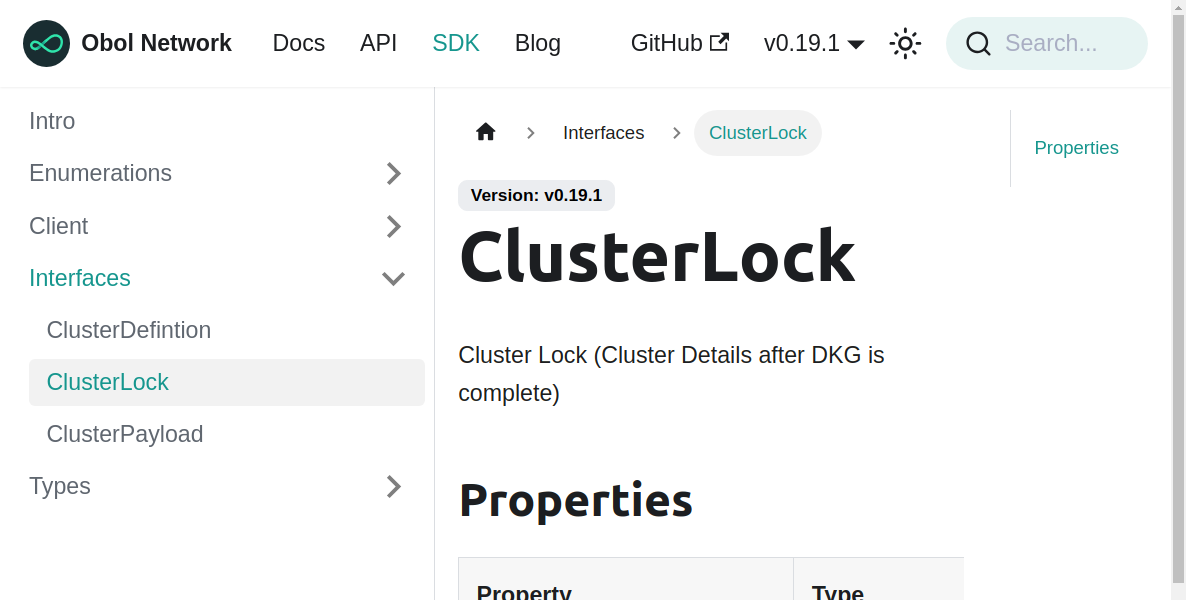 Obol Network Docs API SDK Blog GitHub v0.19.1 Search...
Intro
Enumerations
Client
Interfaces
ClusterDefintion
ClusterLock
ClusterPayload
Types
Interfaces ClusterLock
Version: v0.19.1
ClusterLock
Cluster Lock (Cluster Details after DKG is
complete)
Properties
Property Type
Properties